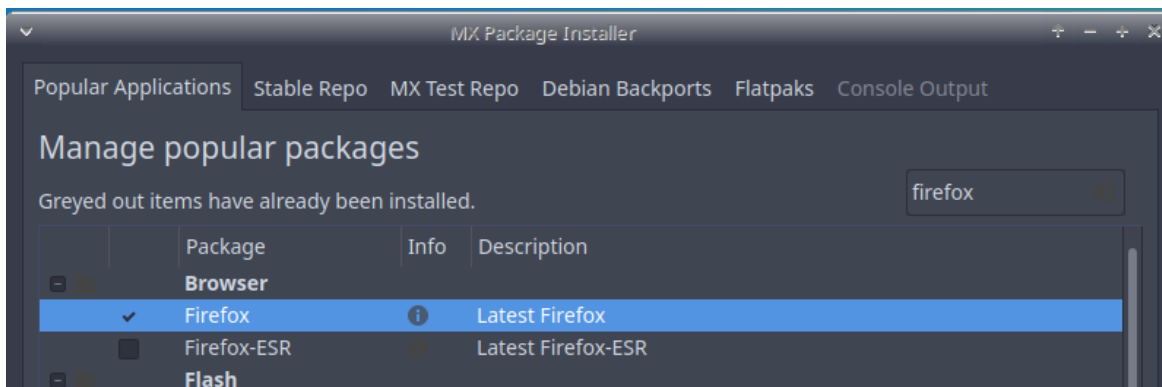 MX Package Installer
Popular Applications Stable Repo MX Test Repo Debian Backports Flatpaks Console Output
Manage popular packages
Greyed out items have already been installed.
firefox
Package Info Description
Browser
Firefox Latest Firefox
Firefox-ESR Latest Firefox-ESR
Flash